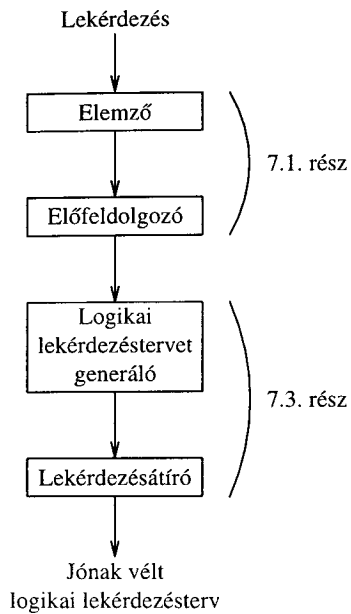 Lekérdezés
Elemző
7.1. rész
Előfeldolgozó
Logikai
lekérdezéstervet
generáló
7.3. rész
Lekérdezésátíró
Jónak vélt
logikai lekérdezésterv